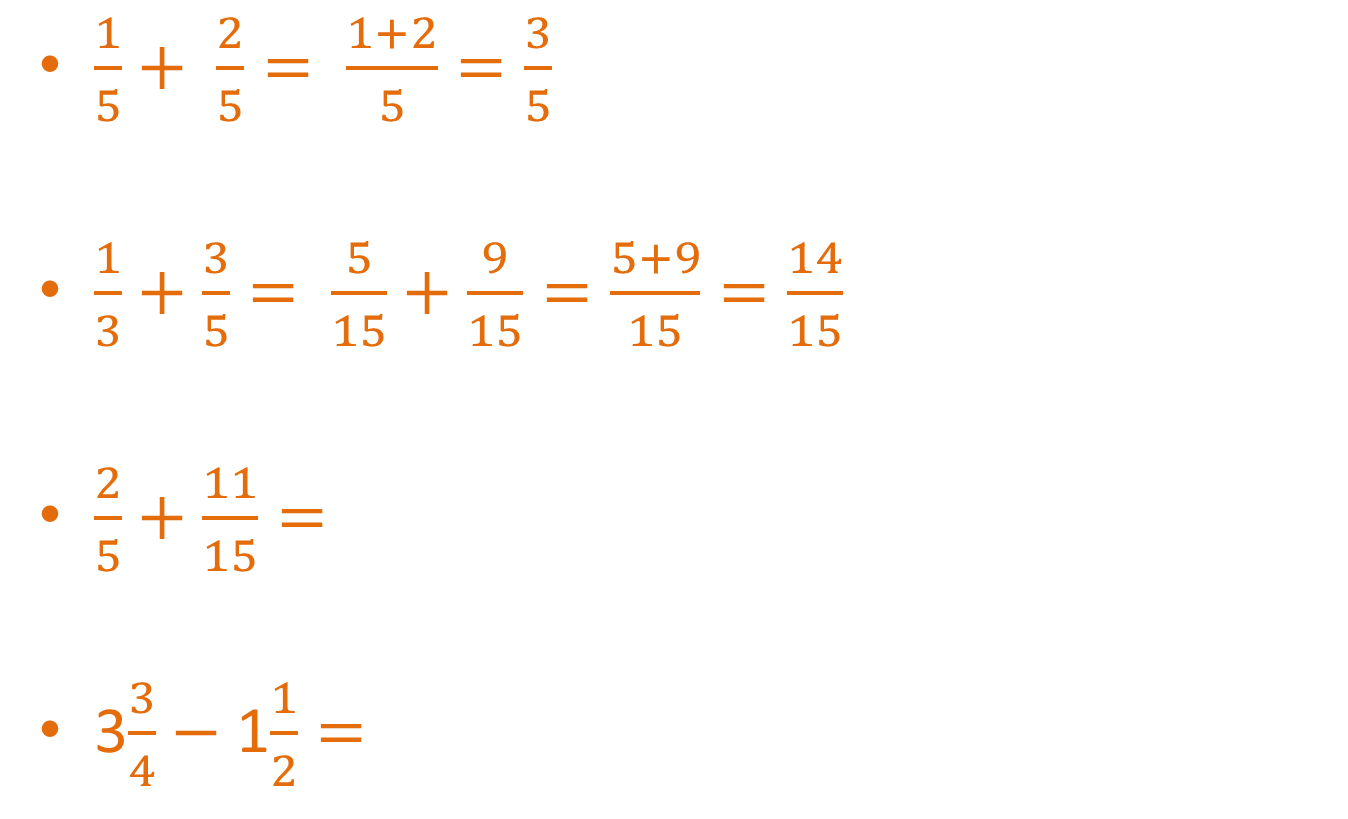 • 1/5 + 2/5 = (1+2)/5 = 3/5
• 1/3 + 3/5 = 5/15 + 9/15 = (5+9)/15 = 14/15
• 2/5 + 11/15 =
• 3 3/4 − 1 1/2 =